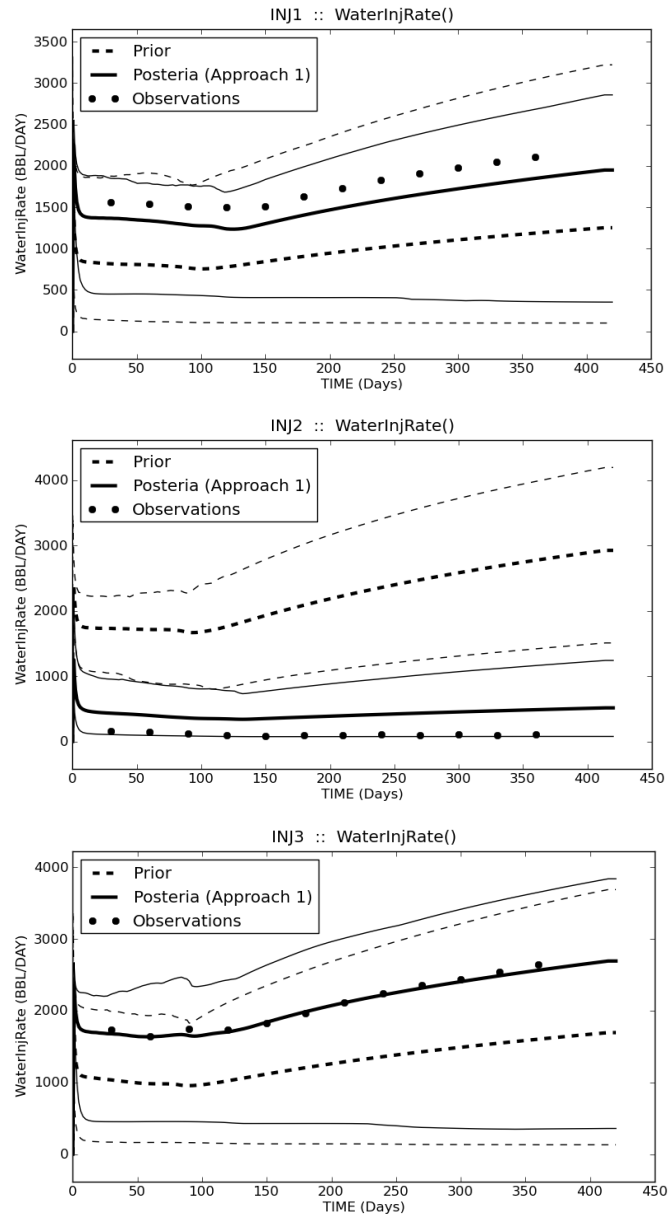 INJ1 :: WaterInjRate()
3500
3000
2500
2000
1500
1000
500
0
WaterInjRate (BBL/DAY)
Prior
Posteria (Approach 1)
Observations
0 50 100 150 200 250 300 350 400 450
TIME (Days)
INJ2 :: WaterInjRate()
4000
3000
2000
1000
0
WaterInjRate (BBL/DAY)
Prior
Posteria (Approach 1)
Observations
0 50 100 150 200 250 300 350 400 450
TIME (Days)
INJ3 :: WaterInjRate()
4000
3000
2000
1000
0
WaterInjRate (BBL/DAY)
Prior
Posteria (Approach 1)
Observations
0 50 100 150 200 250 300 350 400 450
TIME (Days)